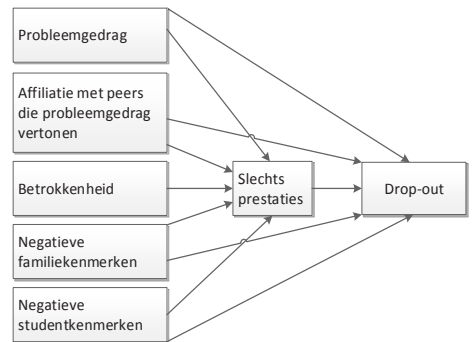 Probleemgedrag
Affiliatie met peers
die probleemgedrag
vertonen
Betrokkenheid
Negatieve
familiekenmerken
Negatieve
studentkenmerken
Slechts
prestaties
Drop-out